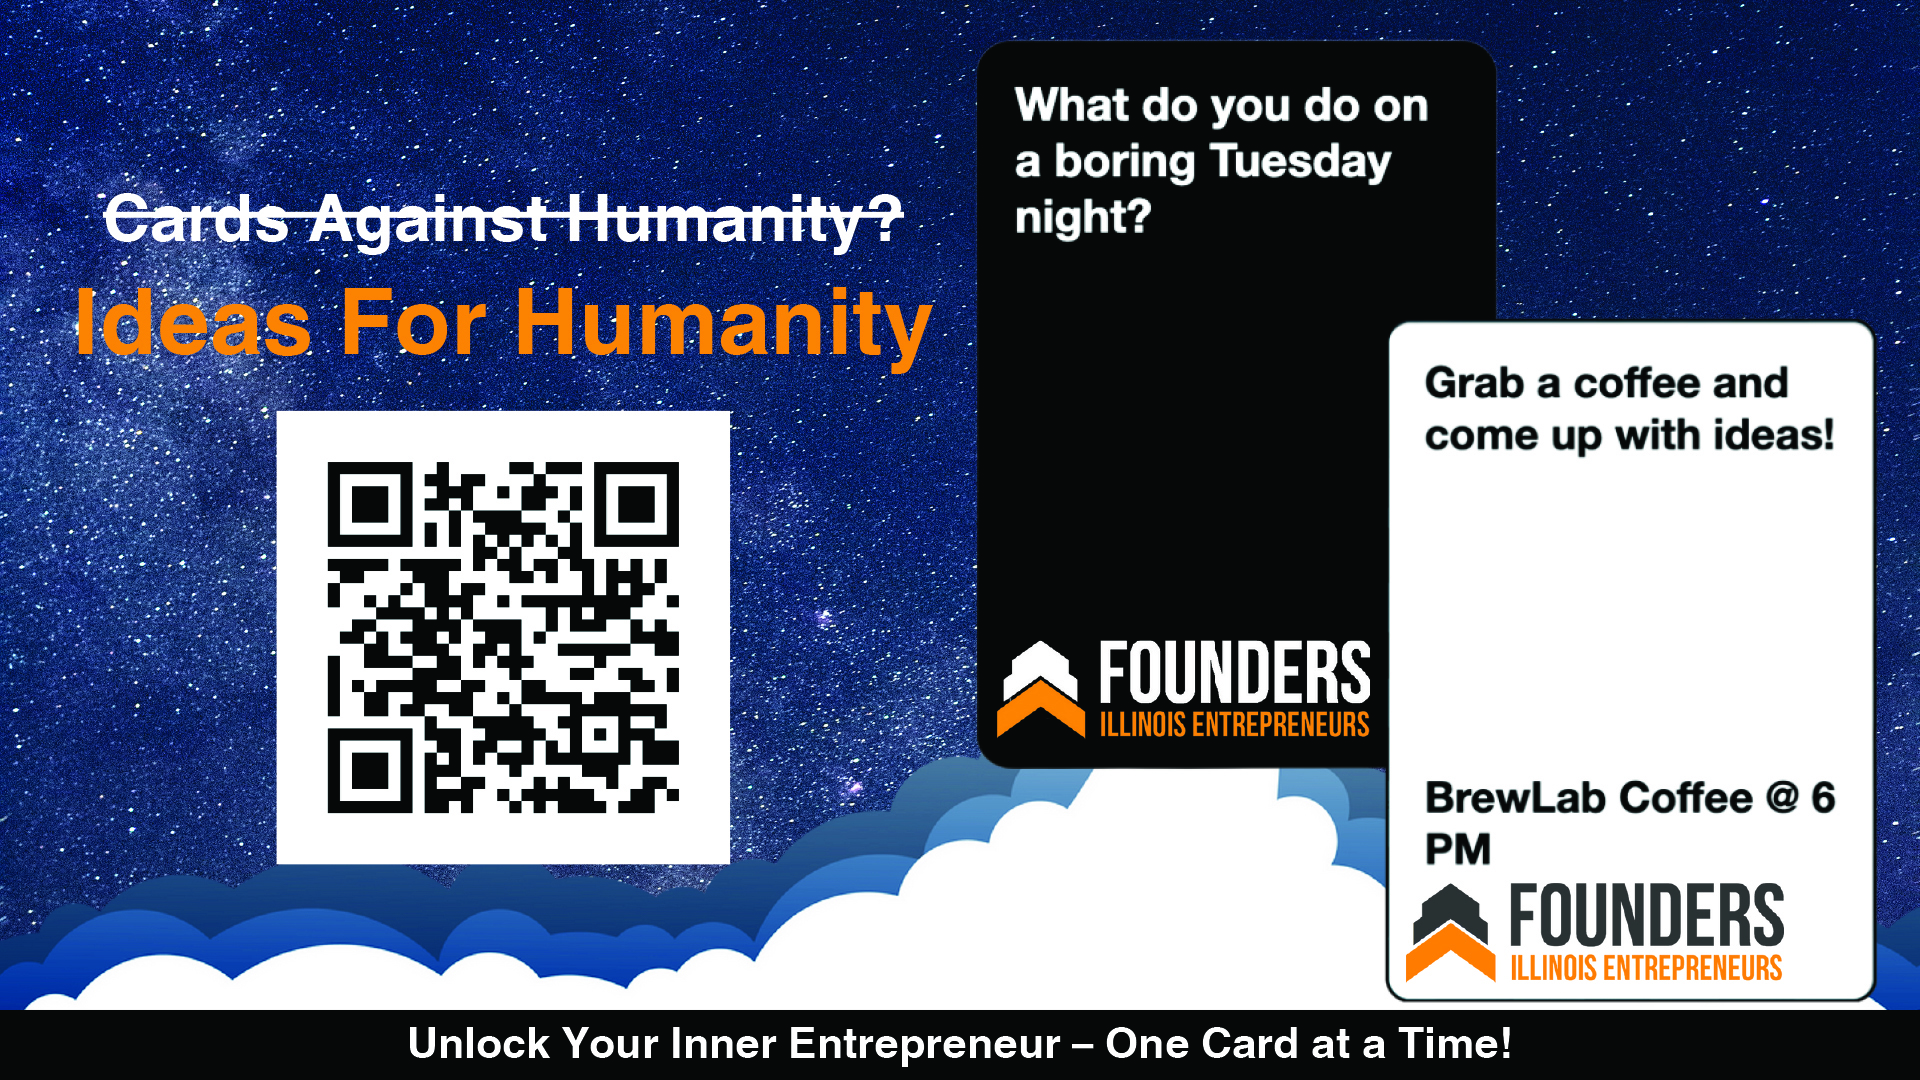 Cards Against Humanity?
Ideas For Humanity
What do you do on
a boring Tuesday
night?
FOUNDERS
ILLINOIS ENTREPRENEURS
Grab a coffee and
come up with ideas!
BrewLab Coffee @ 6
PM
FOUNDERS
ILLINOIS ENTREPRENEURS
Unlock Your Inner Entrepreneur – One Card at a Time!